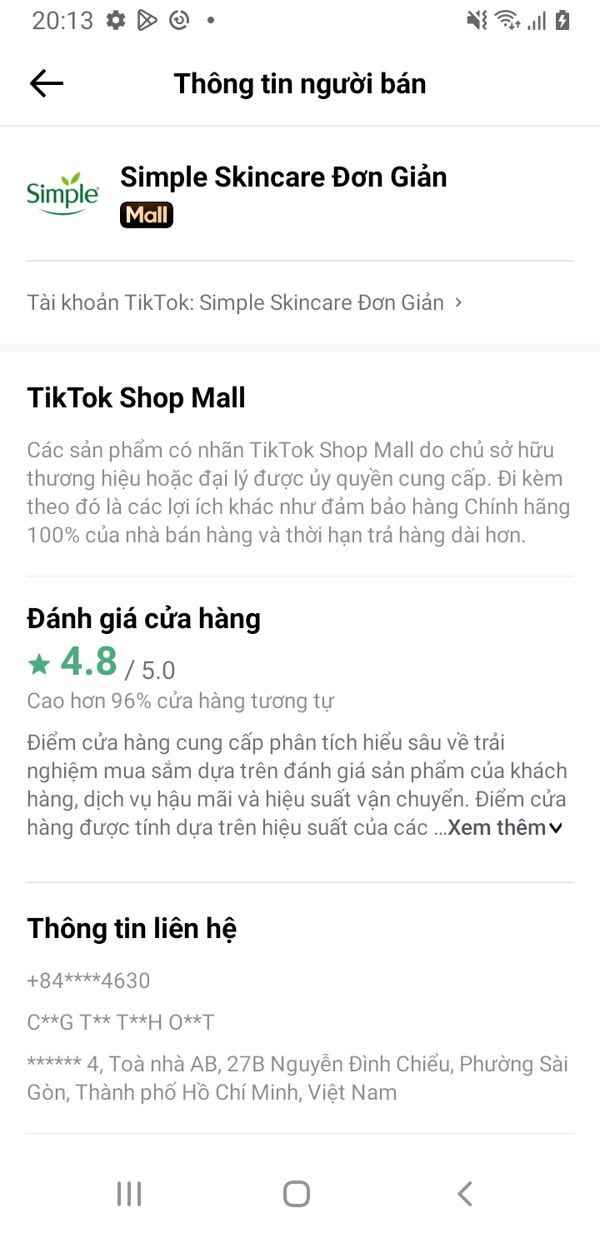 20:13
Thông tin người bán
Simple
Simple Skincare Đơn Giản
Mall
Tài khoản TikTok: Simple Skincare Đơn Giản >
TikTok Shop Mall
Các sản phẩm có nhãn TikTok Shop Mall do chủ sở hữu
thương hiệu hoặc đại lý được ủy quyền cung cấp. Đi kèm
theo đó là các lợi ích khác như đảm bảo hàng Chính hãng
100% của nhà bán hàng và thời hạn trả hàng dài hơn.
Đánh giá cửa hàng
4.8 / 5.0
Cao hơn 96% cửa hàng tương tự
Điểm cửa hàng cung cấp phân tích hiểu sâu về trải
nghiệm mua sắm dựa trên đánh giá sản phẩm của khách
hàng, dịch vụ hậu mãi và hiệu suất vận chuyển. Điểm cửa
hàng được tính dựa trên hiệu suất của các ...Xem thêm
Thông tin liên hệ
+84****4630
C**G T** T**H O**T
****** 4, Toà nhà AB, 27B Nguyễn Đình Chiểu, Phường Sài
Gòn, Thành phố Hồ Chí Minh, Việt Nam